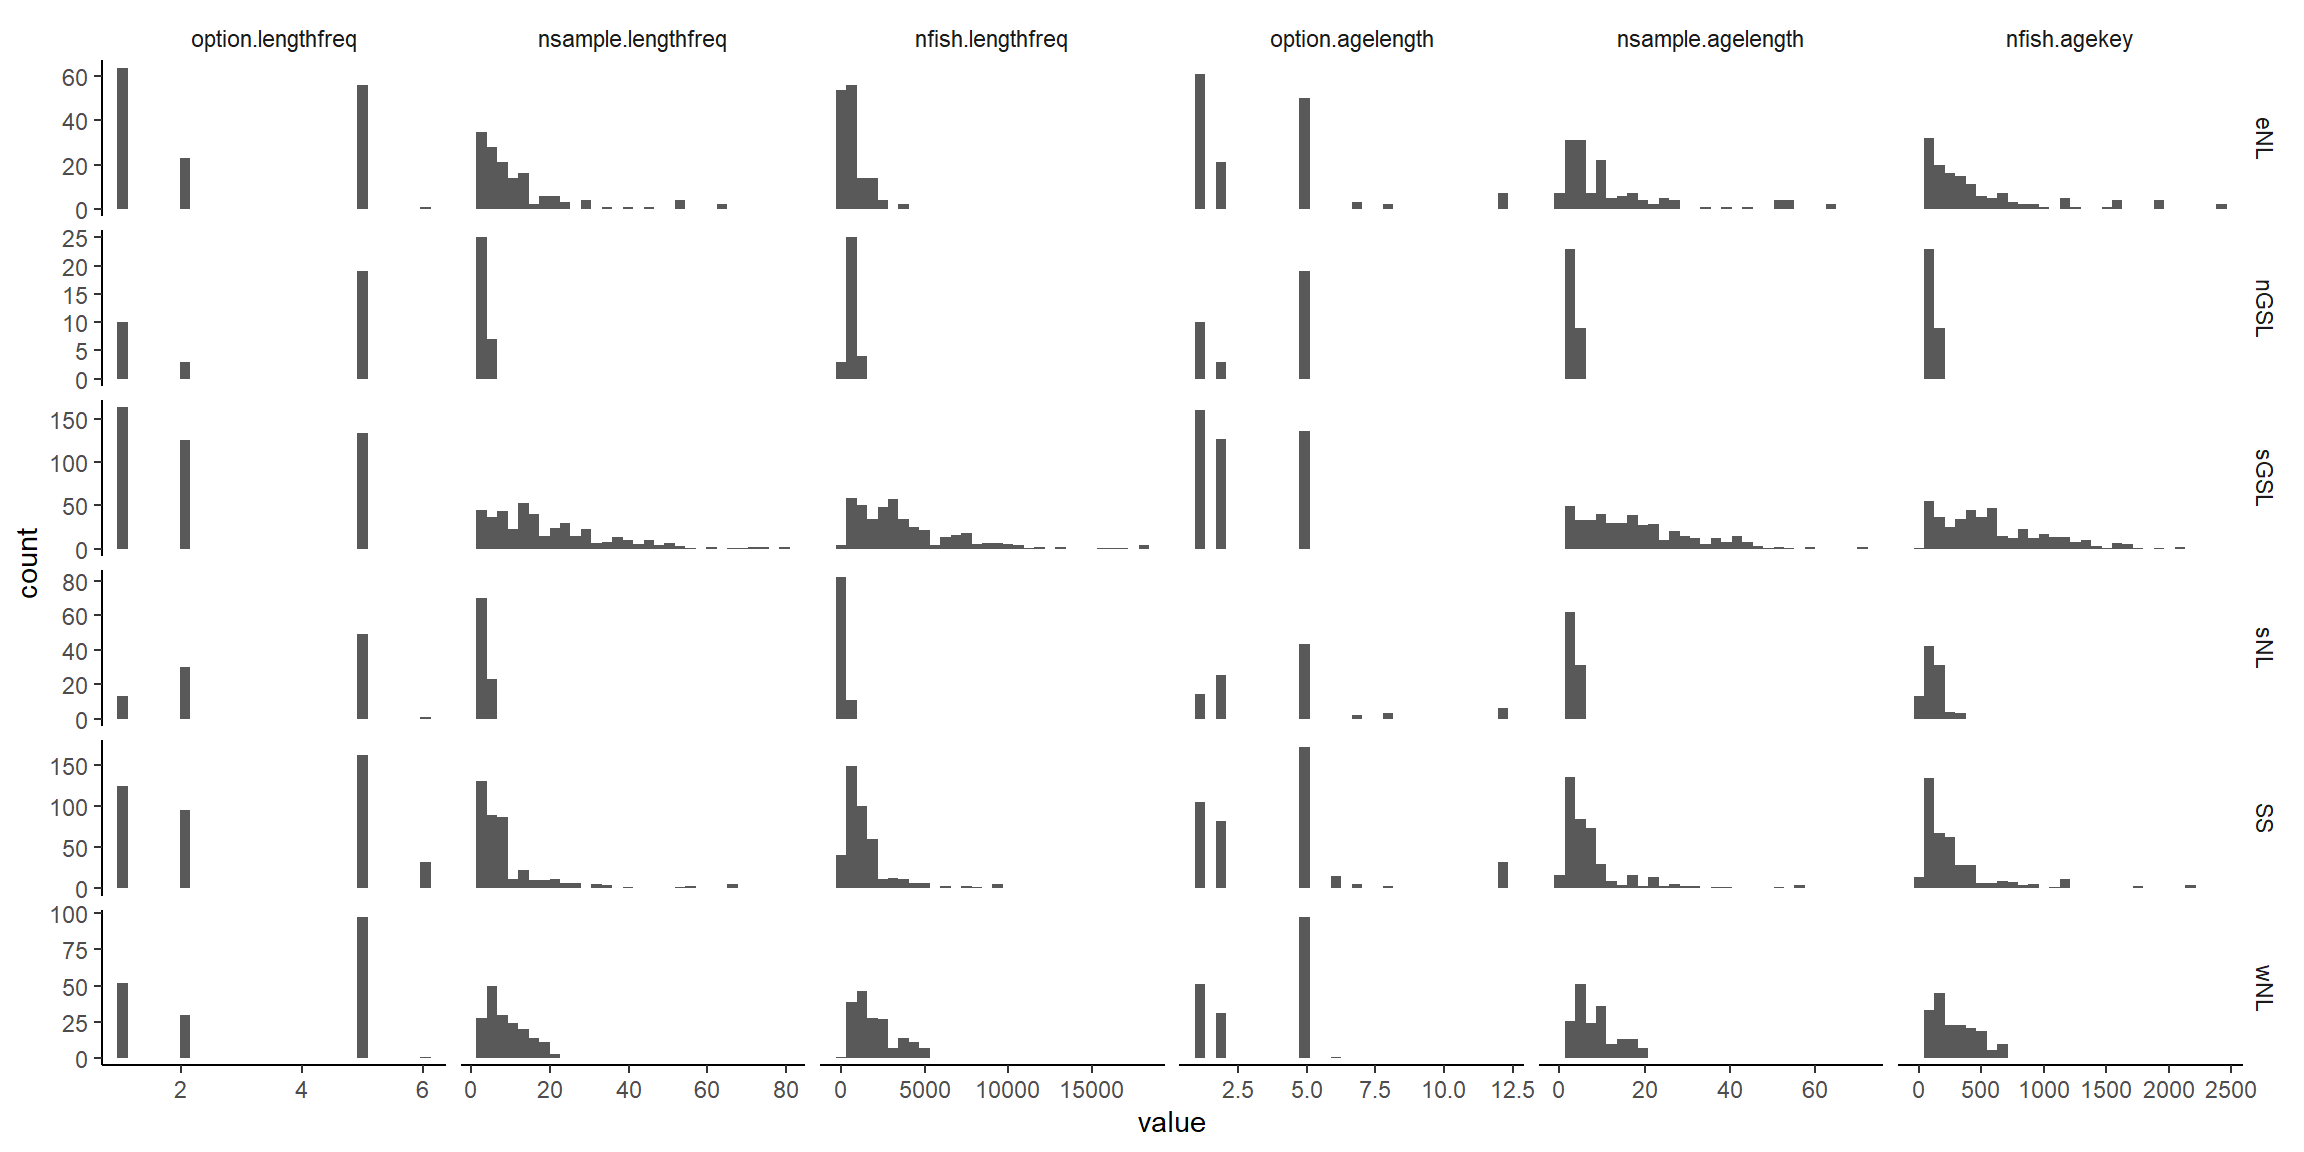 option.lengthfreq nsample.lengthfreq nfish.lengthfreq option.agelength nsample.agelength nfish.agekey
60
40
20
0
eNL
25
20
15
10
5
0
nGSL
150
100
50
0
sGSL
count
80
60
40
20
0
sNL
150
100
50
0
SS
100
75
50
25
0
wNL
2 4 6 0 20 40 60 80 0 5000 10000 15000 2.5 5.0 7.5 10.0 12.5 0 20 40 60 0 500 1000 1500 2000 2500
value